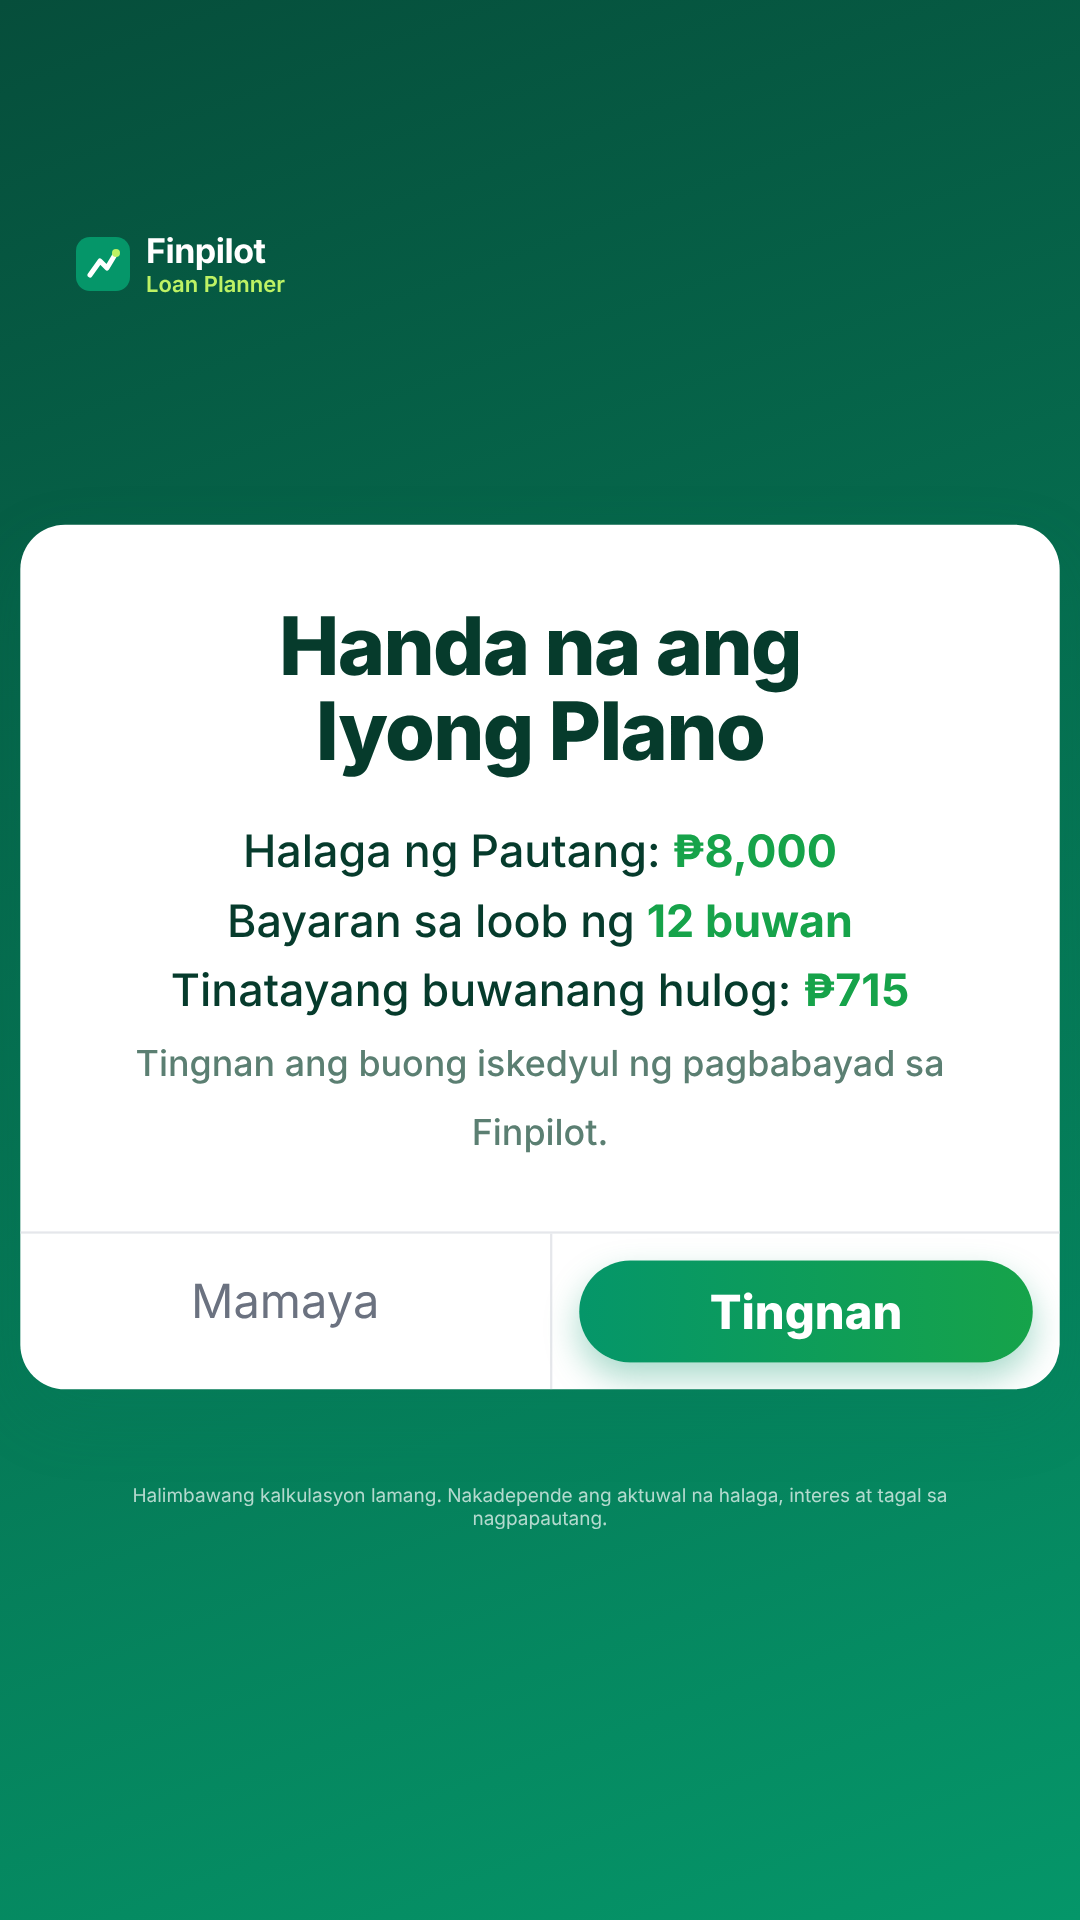 Finpilot
Loan Planner
Handa na ang
Iyong Plano
Halaga ng Pautang: ₱8,000
Bayaran sa loob ng 12 buwan
Tinatayang buwanang hulog: ₱715
Tingnan ang buong iskedyul ng pagbabayad sa
Finpilot.
Mamaya
Tingnan
Halimbawang kalkulasyon lamang. Nakadepende ang aktuwal na halaga, interes at tagal sa
nagpapautang.